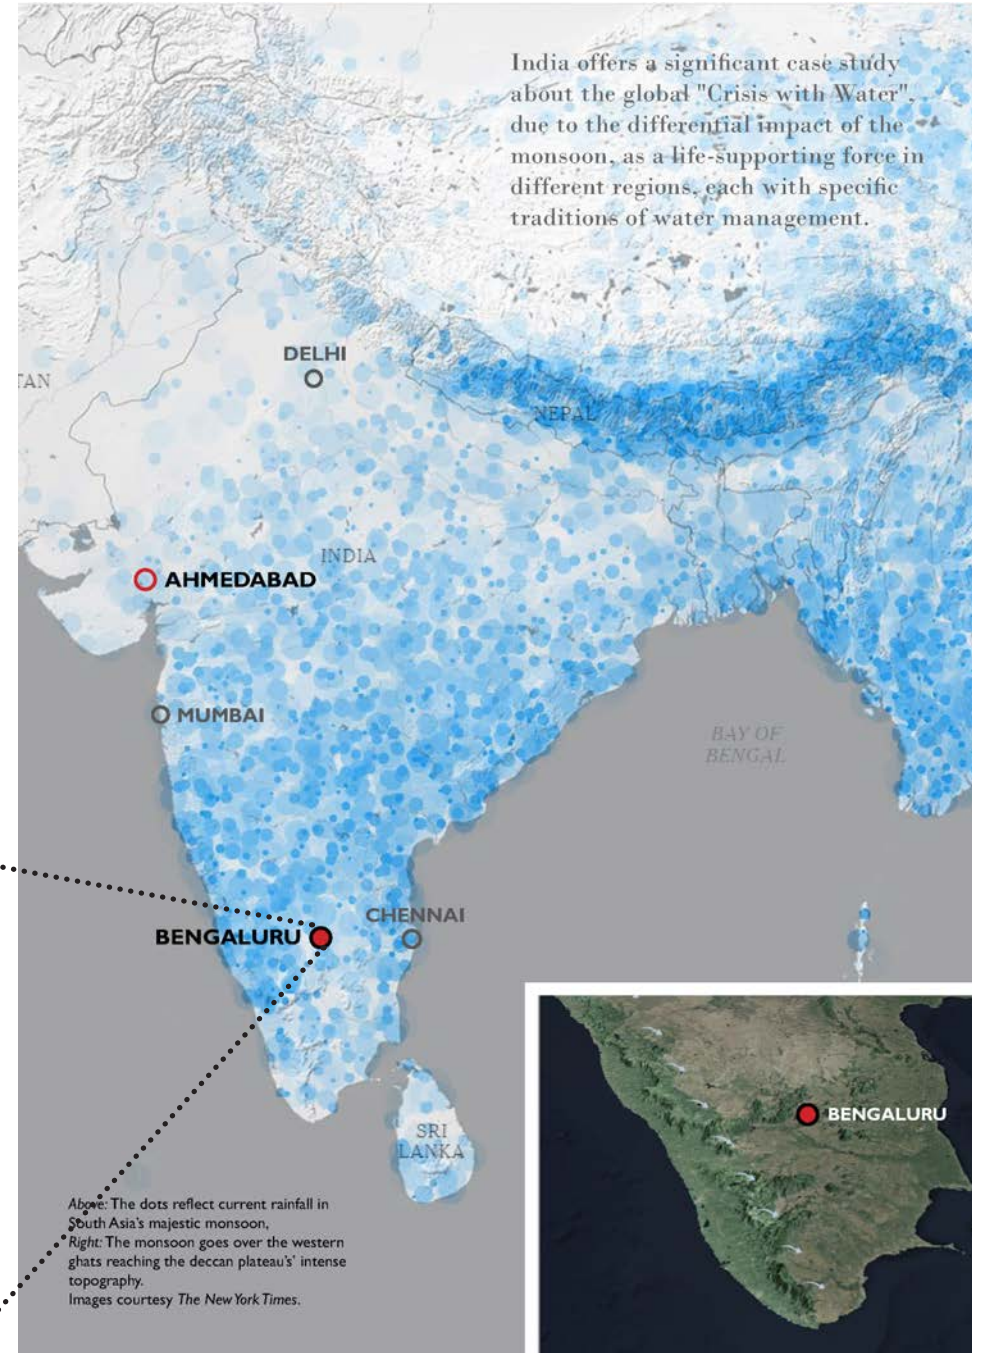 India offers a significant case study
about the global "Crisis with Water",
due to the differential impact of the
monsoon, as a life-supporting force in
different regions, each with specific
traditions of water management.
DELHI
TAN
NEPAL
INDIA
AHMEDABAD
MUMBAI
BAY OF
BENGAL
CHENNAI
BENGALURU
BENGALURU
SRI
LANKA
Above: The dots reflect current rainfall in
South Asia's majestic monsoon,
Right: The monsoon goes over the western
ghats reaching the deccan plateau's' intense
topography.
Images courtesy The New York Times.